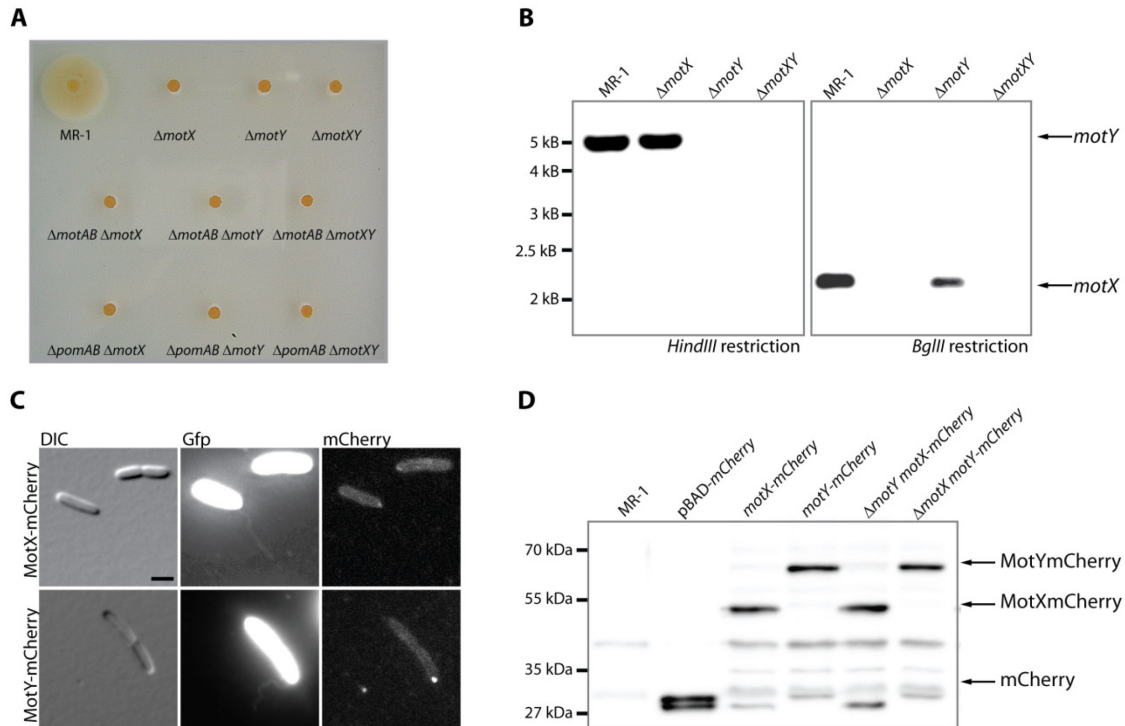 A
MR-1
ΔmotX
ΔmotY
ΔmotXY
ΔmotAB ΔmotX
ΔmotAB ΔmotY
ΔmotAB ΔmotXY
ΔpomAB ΔmotX
ΔpomAB ΔmotY
ΔpomAB ΔmotXY
B
MR-1
ΔmotX
ΔmotY
ΔmotXY
MR-1
ΔmotX
ΔmotY
ΔmotXY
5 kB
4 kB
3 kB
2.5 kB
2 kB
motY
motX
HindIII restriction
BglII restriction
C
DIC
Gfp
mCherry
MotX-mCherry
MotY-mCherry
D
MR-1
pBAD-mCherry
motX-mCherry
motY-mCherry
ΔmotY motX-mCherry
ΔmotX motY-mCherry
70 kDa
55 kDa
35 kDa
27 kDa
MotYmCherry
MotXmCherry
mCherry